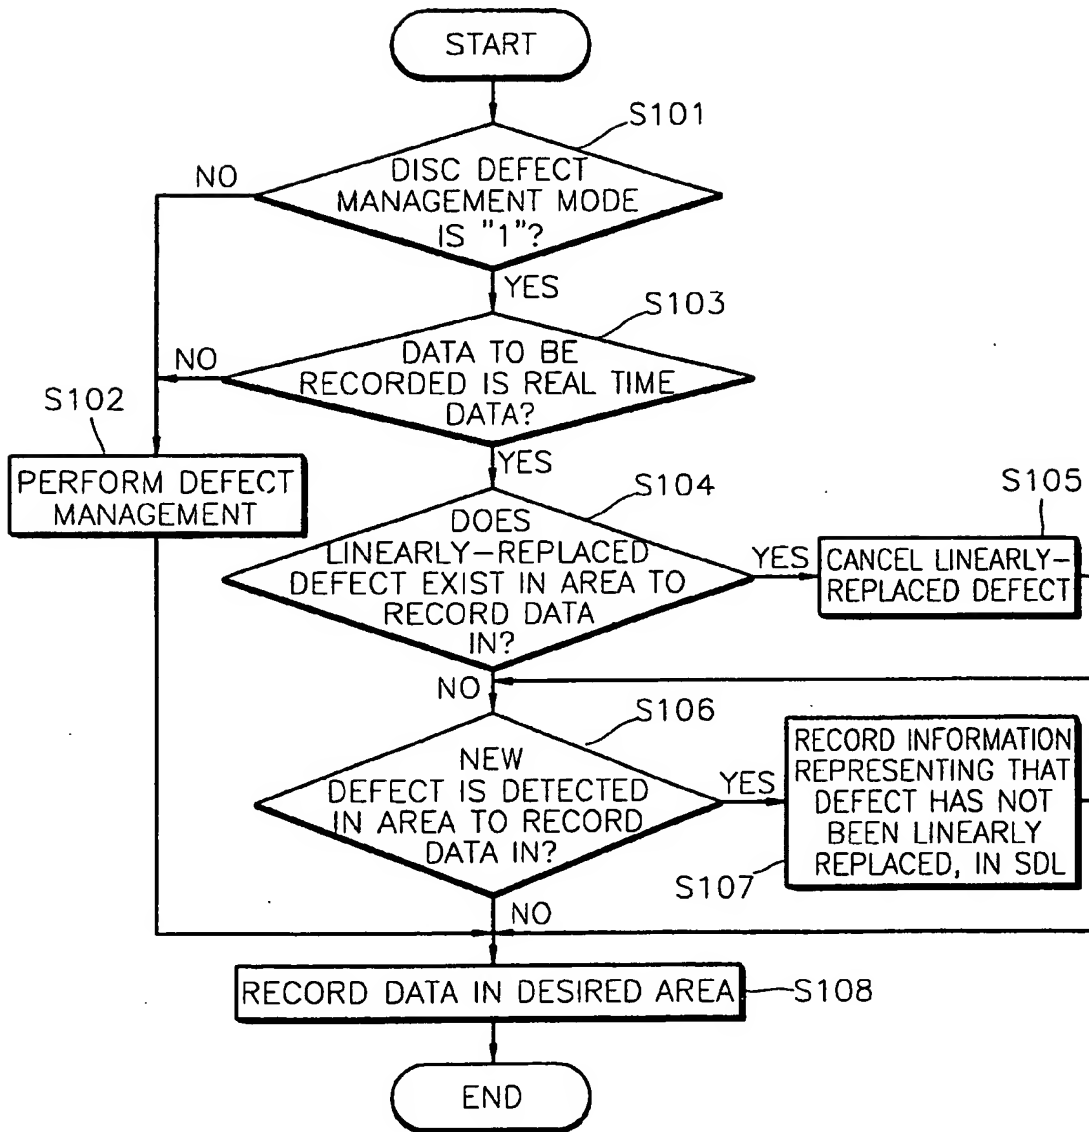 START
S101
NO
DISC DEFECT
MANAGEMENT MODE
IS "1"?
YES
S103
NO
DATA TO BE
RECORDED IS REAL TIME
DATA?
S102
YES
PERFORM DEFECT
MANAGEMENT
S104
S105
DOES
LINEARLY-REPLACED
DEFECT EXIST IN AREA TO
RECORD DATA
IN?
YES
CANCEL LINEARLY-
REPLACED DEFECT
NO
S106
NEW
DEFECT IS DETECTED
IN AREA TO RECORD
DATA IN?
YES
RECORD INFORMATION
REPRESENTING THAT
DEFECT HAS NOT
BEEN LINEARLY
REPLACED, IN SDL
S107
NO
RECORD DATA IN DESIRED AREA
S108
END